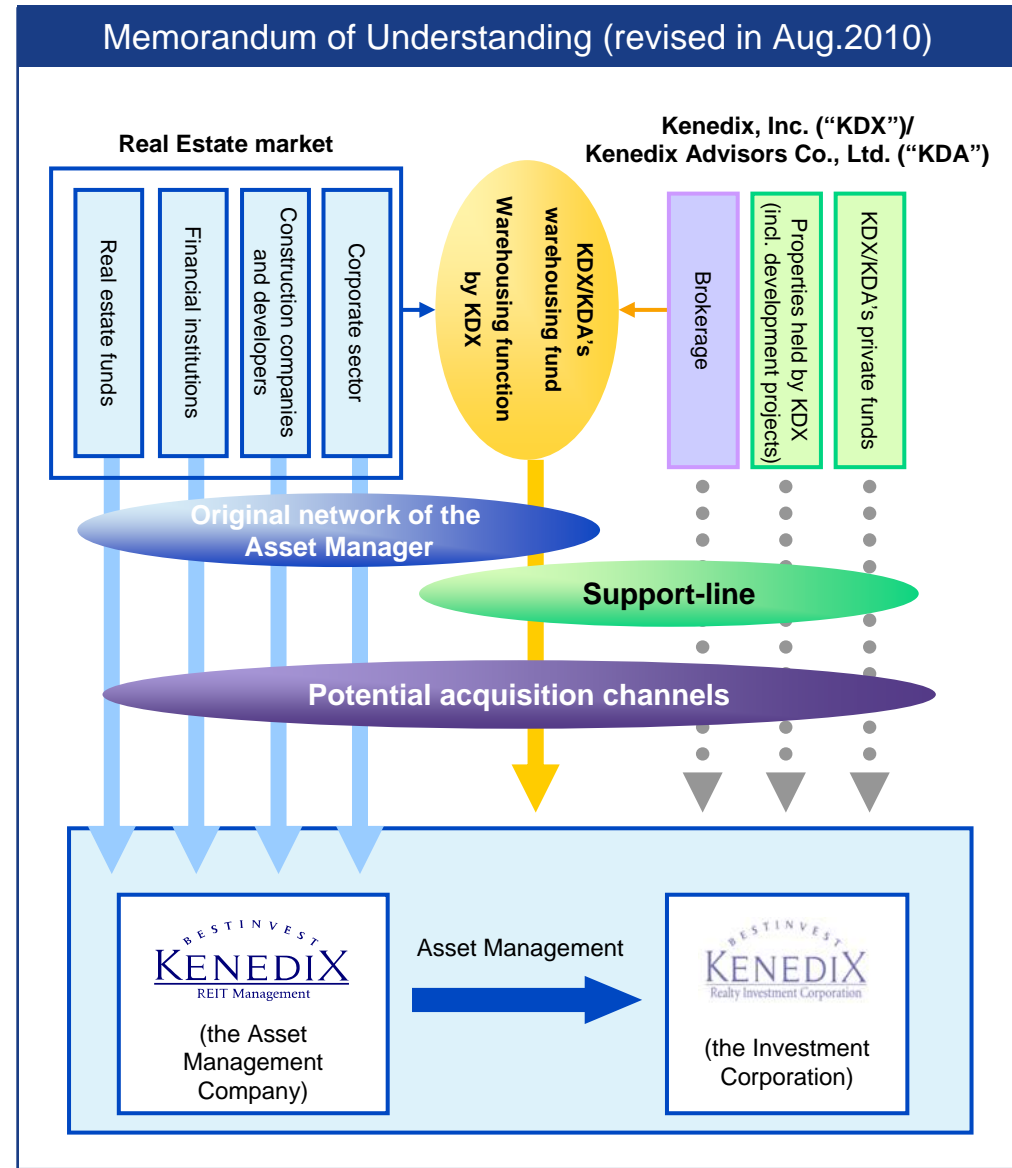 Memorandum of Understanding (revised in Aug.2010)
Real Estate market
Kenedix, Inc. (“KDX”)/
Kenedix Advisors Co., Ltd. (“KDA”)
Real estate funds
Financial institutions
Construction companies
and developers
Corporate sector
KDX/KDA’s
warehousing fund
Warehousing function
by KDX
Brokerage
Properties held by KDX
(incl. development projects)
KDX/KDA’s private funds
Original network of the
Asset Manager
Support-line
Potential acquisition channels
BESTINVEST
KENEDIX
REIT Management
(the Asset
Management
Company)
Asset Management
BESTINVEST
KENEDIX
Realty Investment Corporation
(the Investment
Corporation)